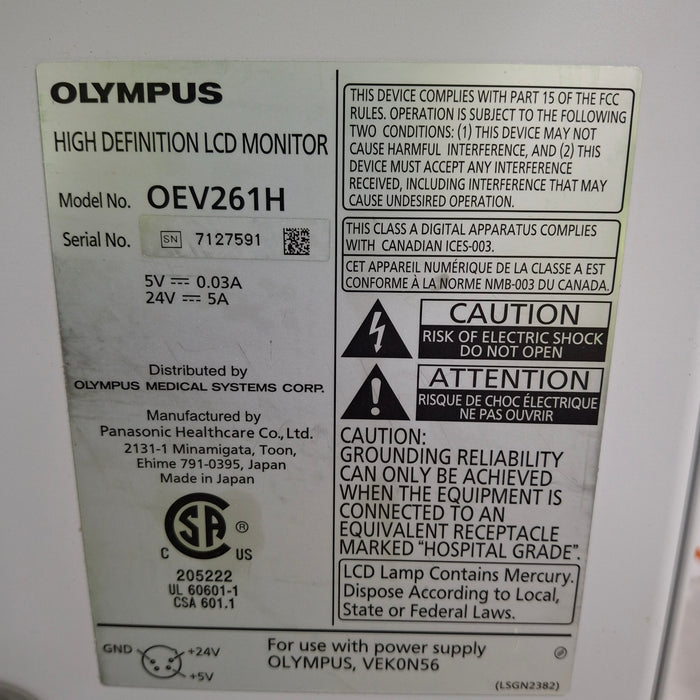 OLYMPUS
HIGH DEFINITION LCD MONITOR
Model No. OEV261H
Serial No. SN 7127591
5V ⎓ 0.03A
24V ⎓ 5A
Distributed by
OLYMPUS MEDICAL SYSTEMS CORP.
Manufactured by
Panasonic Healthcare Co., Ltd.
2131-1 Minamigata, Toon,
Ehime 791-0395, Japan
Made in Japan
SA ®
C US
205222
UL 60601-1
CSA 601.1
THIS DEVICE COMPLIES WITH PART 15 OF THE FCC
RULES. OPERATION IS SUBJECT TO THE FOLLOWING
TWO CONDITIONS: (1) THIS DEVICE MAY NOT
CAUSE HARMFUL INTERFERENCE, AND (2) THIS
DEVICE MUST ACCEPT ANY INTERFERENCE
RECEIVED, INCLUDING INTERFERENCE THAT MAY
CAUSE UNDESIRED OPERATION.
THIS CLASS A DIGITAL APPARATUS COMPLIES
WITH CANADIAN ICES-003.
CET APPAREIL NUMÉRIQUE DE LA CLASSE A EST
CONFORME À LA NORME NMB-003 DU CANADA.
CAUTION
RISK OF ELECTRIC SHOCK
DO NOT OPEN
ATTENTION
RISQUE DE CHOC ÉLECTRIQUE
NE PAS OUVRIR
CAUTION:
GROUNDING RELIABILITY
CAN ONLY BE ACHIEVED
WHEN THE EQUIPMENT IS
CONNECTED TO AN
EQUIVALENT RECEPTACLE
MARKED “HOSPITAL GRADE”.
LCD Lamp Contains Mercury.
Dispose According to Local,
State or Federal Laws.
GND +24V
+5V
For use with power supply
OLYMPUS, VEK0N56
(LSGN2382)